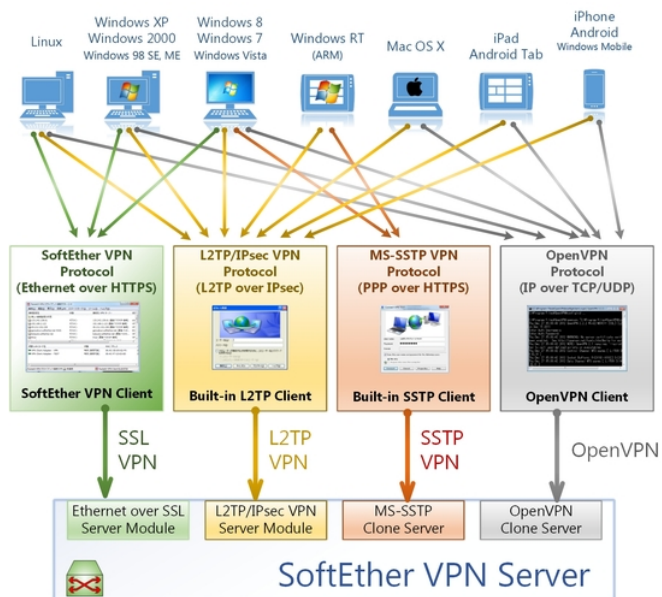 Linux
Windows XP
Windows 2000
Windows 98 SE, ME
Windows 8
Windows 7
Windows Vista
Windows RT
(ARM)
Mac OS X
iPad
Android Tab
iPhone
Android
Windows Mobile
SoftEther VPN
Protocol
(Ethernet over HTTPS)
SoftEther VPN Client
L2TP/IPsec VPN
Protocol
(L2TP over IPsec)
Built-in L2TP Client
MS-SSTP VPN
Protocol
(PPP over HTTPS)
Built-in SSTP Client
OpenVPN
Protocol
(IP over TCP/UDP)
OpenVPN Client
SSL
VPN
L2TP
VPN
SSTP
VPN
OpenVPN
Ethernet over SSL
Server Module
L2TP/IPsec VPN
Server Module
MS-SSTP
Clone Server
OpenVPN
Clone Server
SoftEther VPN Server